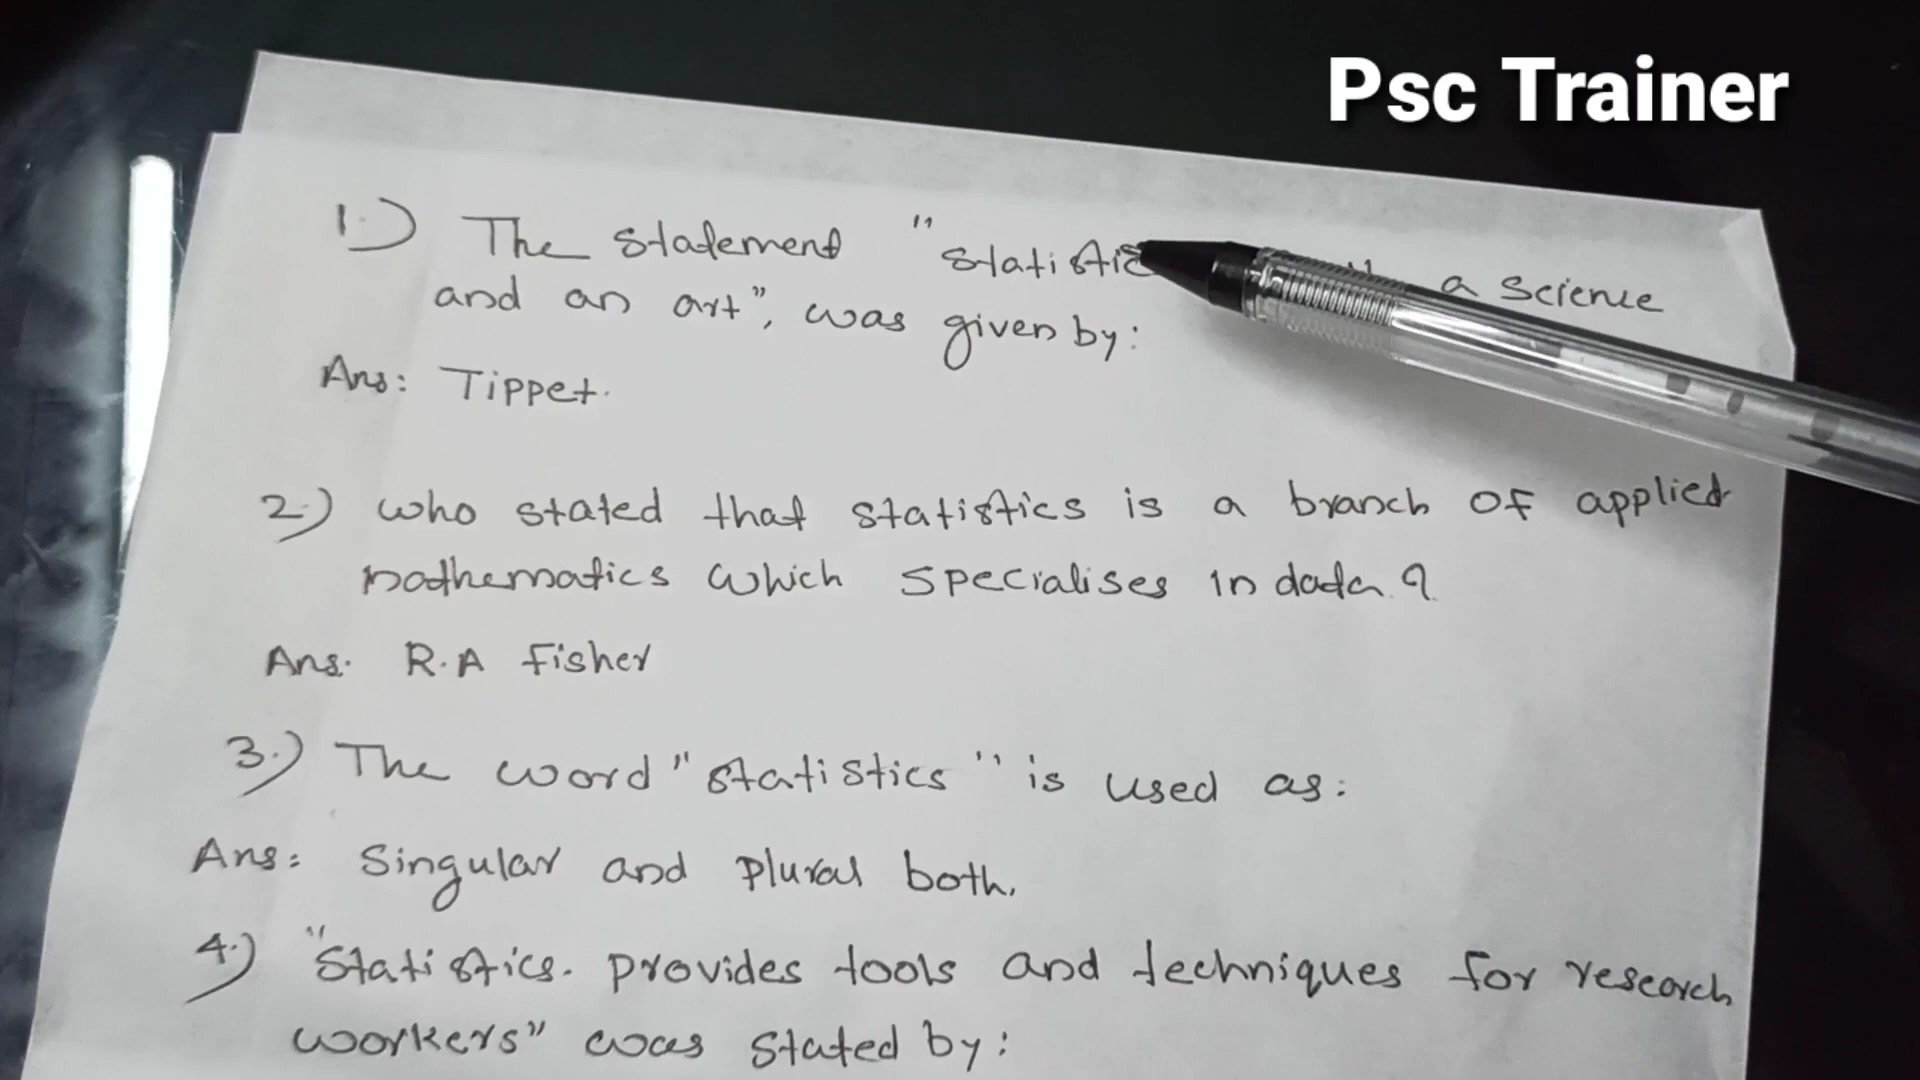 Psc Trainer
1.) The statement "statistic a science
and an art", was given by:
Ans: Tippet.
2.) who stated that statistics is a branch of applied
mathematics which specialises in data ?
Ans. R.A Fisher
3.) The word "statistics" is used as:
Ans: Singular and plural both.
4.) "Statistics. provides tools and techniques for research
workers" was stated by: